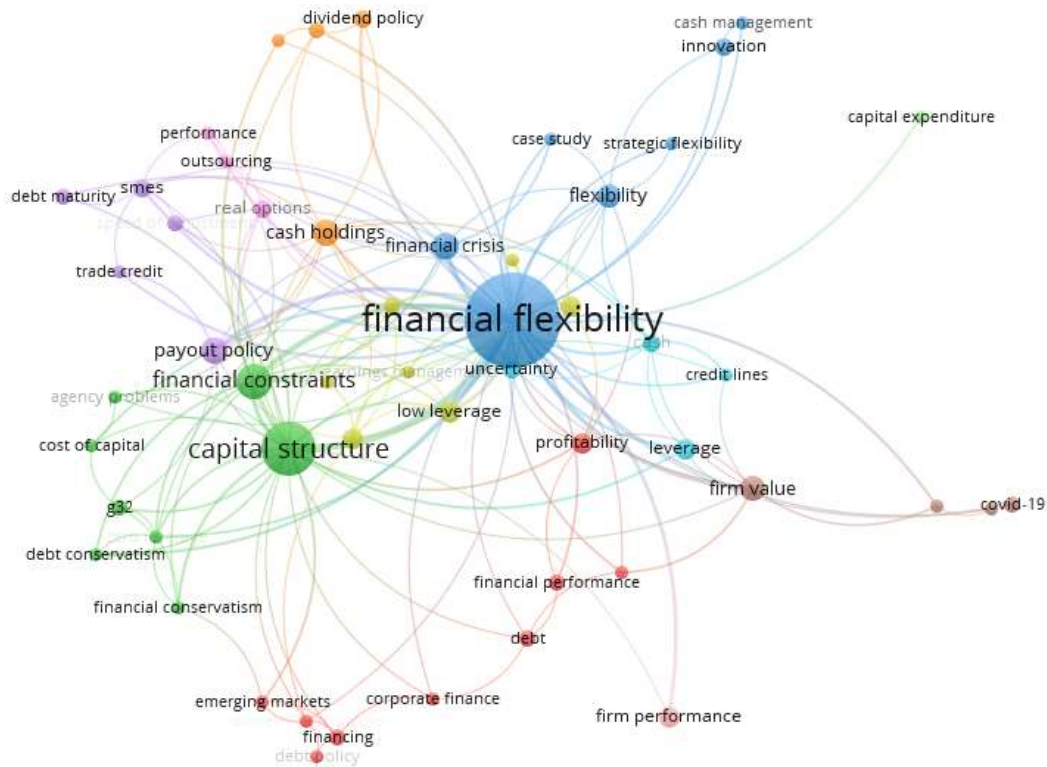 dividend policy
cash management
innovation
capital expenditure
performance
case study
strategic flexibility
outsourcing
debt maturity
smes
flexibility
real options
cash holdings
financial crisis
trade credit
financial flexibility
cash
payout policy
financial constraints
earnings management
uncertainty
credit lines
agency problems
low leverage
cost of capital
capital structure
profitability
leverage
firm value
g32
covid-19
debt conservatism
financial performance
financial conservatism
debt
emerging markets
corporate finance
firm performance
financing
debt policy